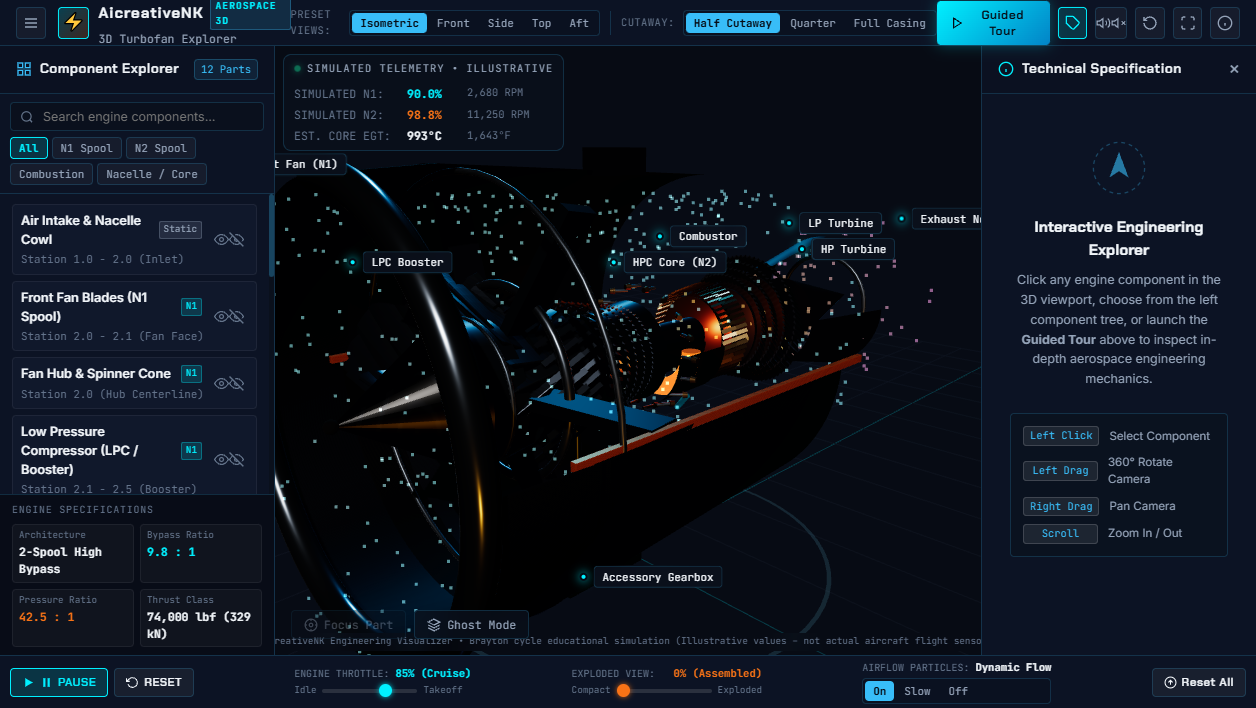 AicreativeNK
AEROSPACE 3D
3D Turbofan Explorer
PRESET VIEWS:
Isometric Front Side Top Aft
CUTAWAY:
Half Cutaway Quarter Full Casing
Guided Tour
Component Explorer
12 Parts
Search engine components...
All N1 Spool N2 Spool
Combustion Nacelle / Core
Air Intake & Nacelle Cowl
Static
Station 1.0 - 2.0 (Inlet)
Front Fan Blades (N1 Spool)
N1
Station 2.0 - 2.1 (Fan Face)
Fan Hub & Spinner Cone
N1
Station 2.0 (Hub Centerline)
Low Pressure Compressor (LPC / Booster)
N1
Station 2.1 - 2.5 (Booster)
ENGINE SPECIFICATIONS
Architecture
2-Spool High Bypass
Bypass Ratio
9.8 : 1
Pressure Ratio
42.5 : 1
Thrust Class
74,000 lbf (329 kN)
SIMULATED TELEMETRY • ILLUSTRATIVE
SIMULATED N1: 90.0% 2,680 RPM
SIMULATED N2: 98.8% 11,250 RPM
EST. CORE EGT: 993°C 1,643°F
t Fan (N1)
LPC Booster
Combustor
HPC Core (N2)
LP Turbine
HP Turbine
Exhaust
Accessory Gearbox
Focus Part
Ghost Mode
reativeNK Engineering Visualizer • Brayton cycle educational simulation (Illustrative values - not actual aircraft flight senso
Technical Specification
Interactive Engineering Explorer
Click any engine component in the
3D viewport, choose from the left
component tree, or launch the
Guided Tour above to inspect in-
depth aerospace engineering
mechanics.
Left Click Select Component
Left Drag 360° Rotate Camera
Right Drag Pan Camera
Scroll Zoom In / Out
PAUSE
RESET
ENGINE THROTTLE: 85% (Cruise)
Idle Takeoff
EXPLODED VIEW: 0% (Assembled)
Compact Exploded
AIRFLOW PARTICLES: Dynamic Flow
On Slow Off
Reset All